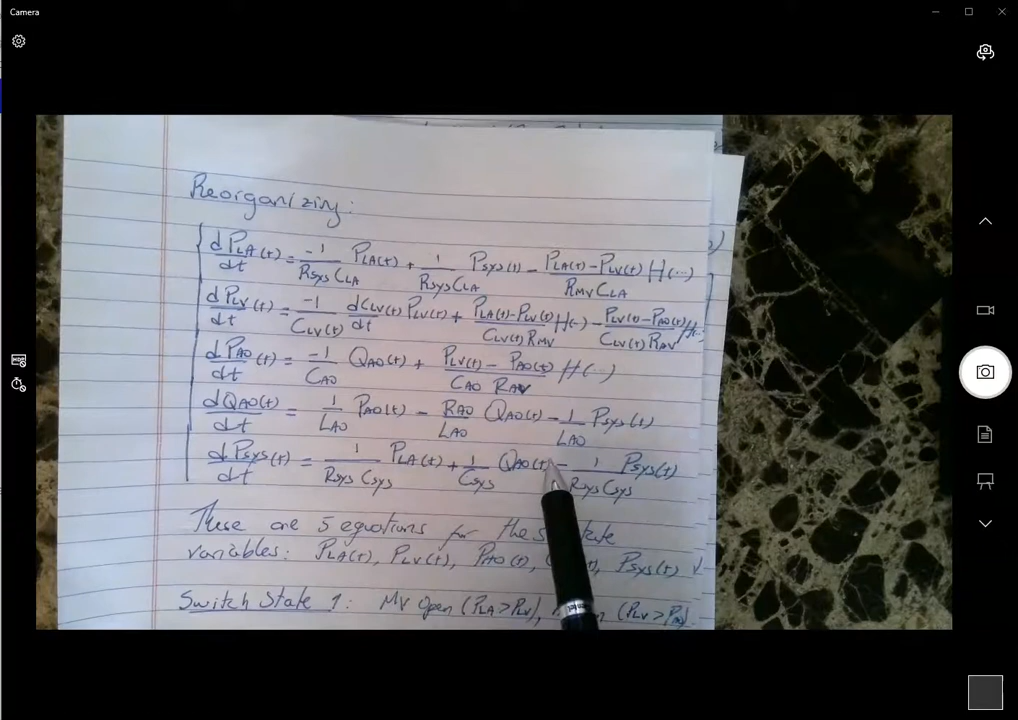 Camera
Reorganizing:
dPLA(t)/dt = -1/(RSYS CLA) PLA(t) + 1/(RSYS CLA) PSYS(t) - (PLA(t)-PLV(t))/(RMV CLA) H(...)
dPLV(t)/dt = -1/CLV(t) dCLV(t)/dt PLV(t) + (PLA(t)-PLV(t))/(CLV(t) RMV) H(..) - (PLV(t)-PAO(t))/(CLV(t) RAV) H(..
dPAO(t)/dt = -1/CAO QAO(t) + (PLV(t) - PAO(t))/(CAO RAV) H(...)
dQAO(t)/dt = 1/LAO PAO(t) - RAO/LAO QAO(t) - 1/LAO PSYS(t)
dPSYS(t)/dt = 1/(RSYS CSYS) PLA(t) + 1/CSYS QAO(t) - 1/(RSYS CSYS) PSYS(t)
These are 5 equations for the
variables: PLA(t), PLV(t), PAO(t), PSYS(t)
Switch State 1: MV Open (PLA>PLV), (PLV>PAO).